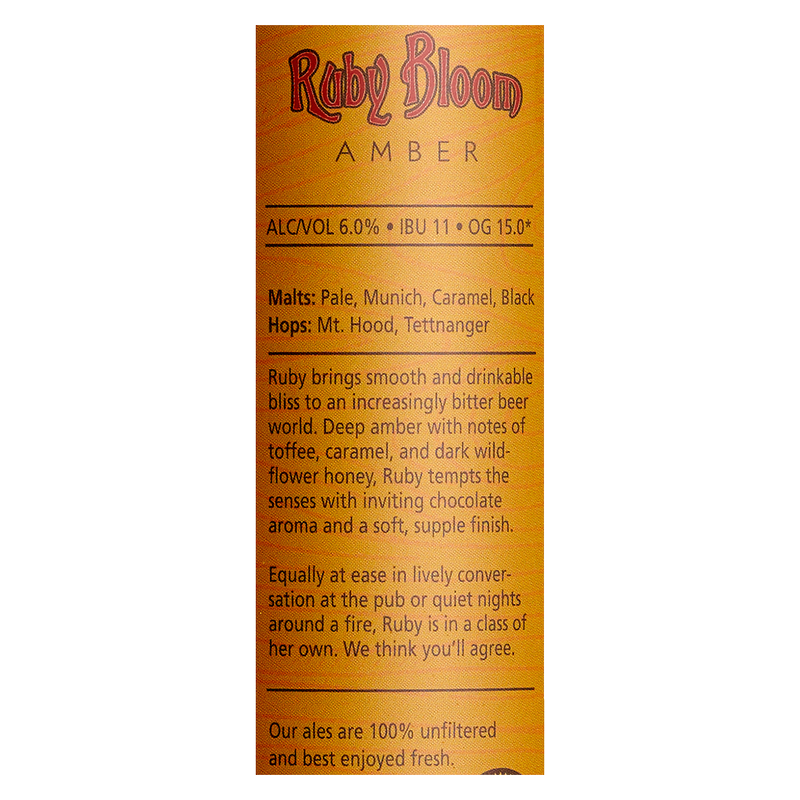 Ruby Bloom
AMBER
ALC/VOL 6.0% • IBU 11 • OG 15.0*
Malts: Pale, Munich, Caramel, Black
Hops: Mt. Hood, Tettnanger
Ruby brings smooth and drinkable
bliss to an increasingly bitter beer
world. Deep amber with notes of
toffee, caramel, and dark wild-
flower honey, Ruby tempts the
senses with inviting chocolate
aroma and a soft, supple finish.
Equally at ease in lively conver-
sation at the pub or quiet nights
around a fire, Ruby is in a class of
her own. We think you'll agree.
Our ales are 100% unfiltered
and best enjoyed fresh.